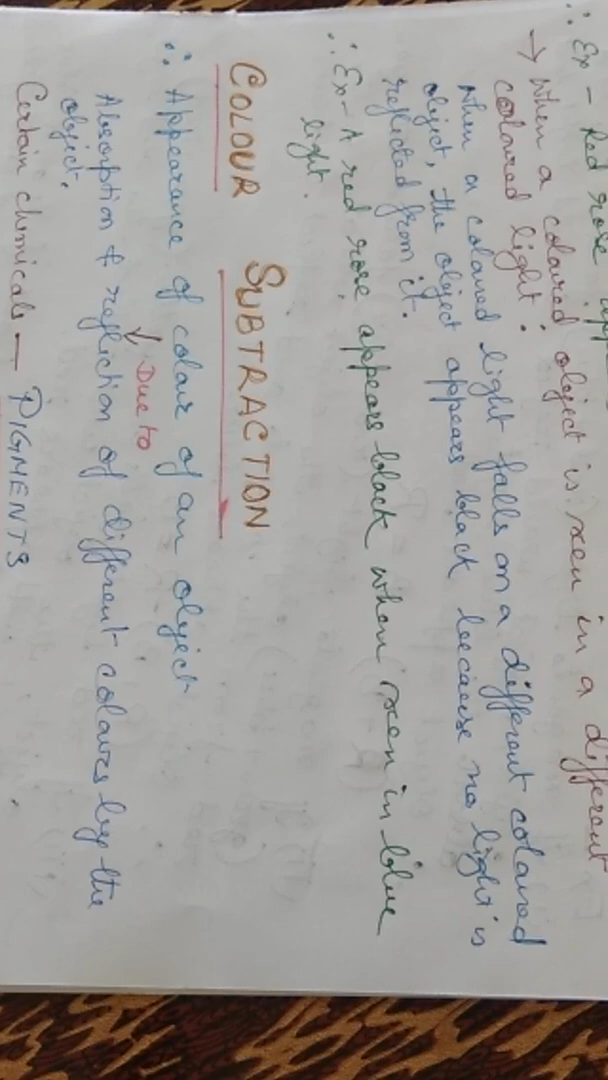 ∴ Ex - Red rose
→ When a coloured object is seen in a different
coloured light:
When a coloured light falls on a different coloured
object, the object appears black because no light is
reflected from it.
∴ Ex - A red rose appears black when seen in blue
light.
COLOUR SUBTRACTION
∴ Appearance of colour of an object
↓ Due to
Absorption & reflection of different colours by the
object.
Certain chemicals — PIGMENTS